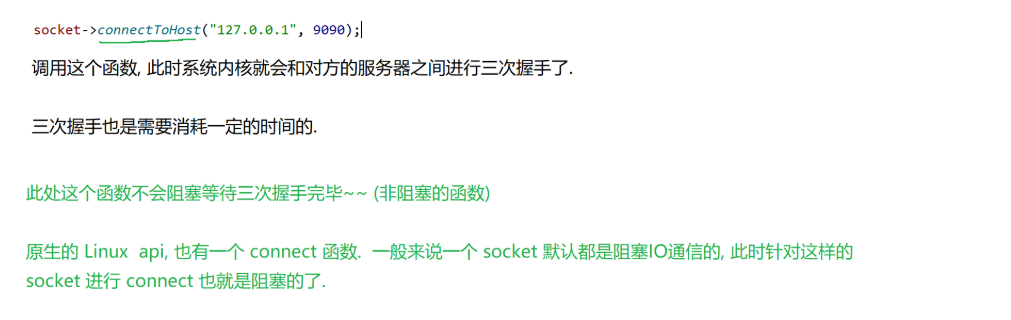 socket->connectToHost("127.0.0.1", 9090);
调用这个函数, 此时系统内核就会和对方的服务器之间进行三次握手了.
三次握手也是需要消耗一定的时间的.
此处这个函数不会阻塞等待三次握手完毕~~ (非阻塞的函数)
原生的 Linux api, 也有一个 connect 函数. 一般来说一个 socket 默认都是阻塞IO通信的, 此时针对这样的
socket 进行 connect 也就是阻塞的了.